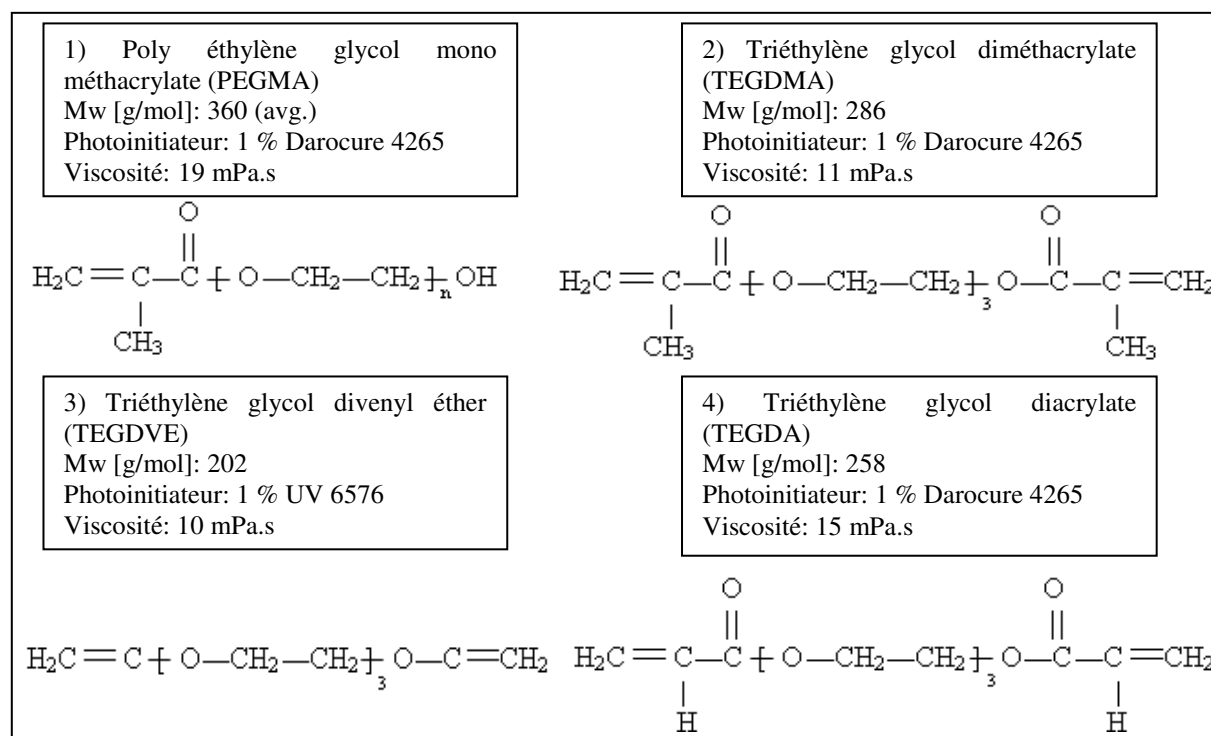 1) Poly éthylène glycol mono
méthacrylate (PEGMA)
Mw [g/mol]: 360 (avg.)
Photoinitiateur: 1 % Darocure 4265
Viscosité: 19 mPa.s
O
||
H₂C=C—C-[-O—CH₂—CH₂-]-ₙOH
|
CH₃
2) Triéthylène glycol diméthacrylate
(TEGDMA)
Mw [g/mol]: 286
Photoinitiateur: 1 % Darocure 4265
Viscosité: 11 mPa.s
O O
|| ||
H₂C=C—C-[-O—CH₂—CH₂-]-₃O—C—C=CH₂
| |
CH₃ CH₃
3) Triéthylène glycol divenyl éther
(TEGDVE)
Mw [g/mol]: 202
Photoinitiateur: 1 % UV 6576
Viscosité: 10 mPa.s
H₂C=C-[-O—CH₂—CH₂-]-₃O—C=CH₂
4) Triéthylène glycol diacrylate
(TEGDA)
Mw [g/mol]: 258
Photoinitiateur: 1 % Darocure 4265
Viscosité: 15 mPa.s
O O
|| ||
H₂C=C—C-[-O—CH₂—CH₂-]-₃O—C—C=CH₂
| |
H H